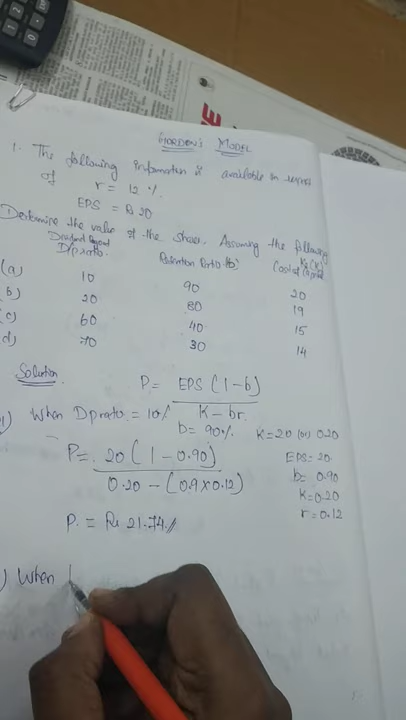 GORDON'S MODEL
1. The following information is available in respect
of r = 12 %.
EPS = Rs 20
Determine the value of the shares. Assuming the following
Dividend Payout D/P ratio Retention Ratio (b) Ke (K) Cost of Capital
(a) 10 90 20
b) 20 80 19
(c) 60 40 15
d) 70 30 14
Solution
P = EPS (1-b) / K - br.
1) When Dp ratio = 10%
b = 90%
K = 20 (or) 0.20
P = 20 (1 - 0.90) / 0.20 - (0.9 x 0.12)
EPS = 20
b = 0.90
k = 0.20
r = 0.12
P. = Rs 21.74 //
) When